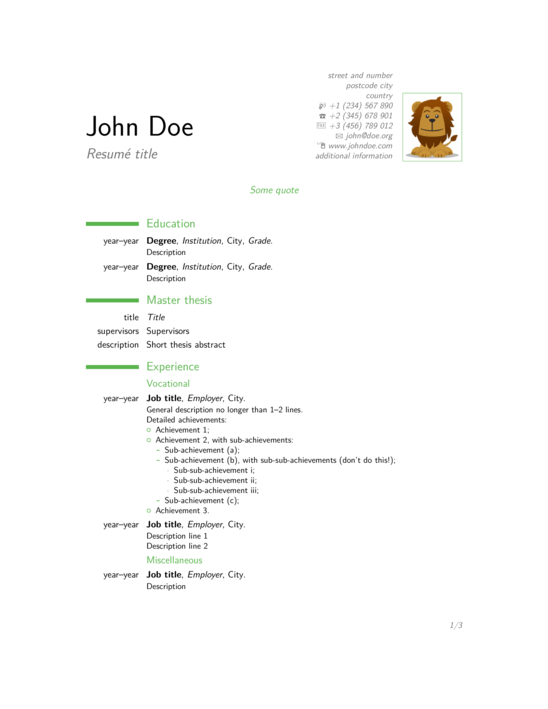 street and number
postcode city
country
+1 (234) 567 890
+2 (345) 678 901
+3 (456) 789 012
john@doe.org
www.johndoe.com
additional information
John Doe
Resumé title
Some quote
Education
year–year Degree, Institution, City, Grade.
Description
year–year Degree, Institution, City, Grade.
Description
Master thesis
title Title
supervisors Supervisors
description Short thesis abstract
Experience
Vocational
year–year Job title, Employer, City.
General description no longer than 1–2 lines.
Detailed achievements:
○ Achievement 1;
○ Achievement 2, with sub-achievements:
- Sub-achievement (a);
- Sub-achievement (b), with sub-sub-achievements (don't do this!);
· Sub-sub-achievement i;
· Sub-sub-achievement ii;
· Sub-sub-achievement iii;
- Sub-achievement (c);
○ Achievement 3.
year–year Job title, Employer, City.
Description line 1
Description line 2
Miscellaneous
year–year Job title, Employer, City.
Description
1/3